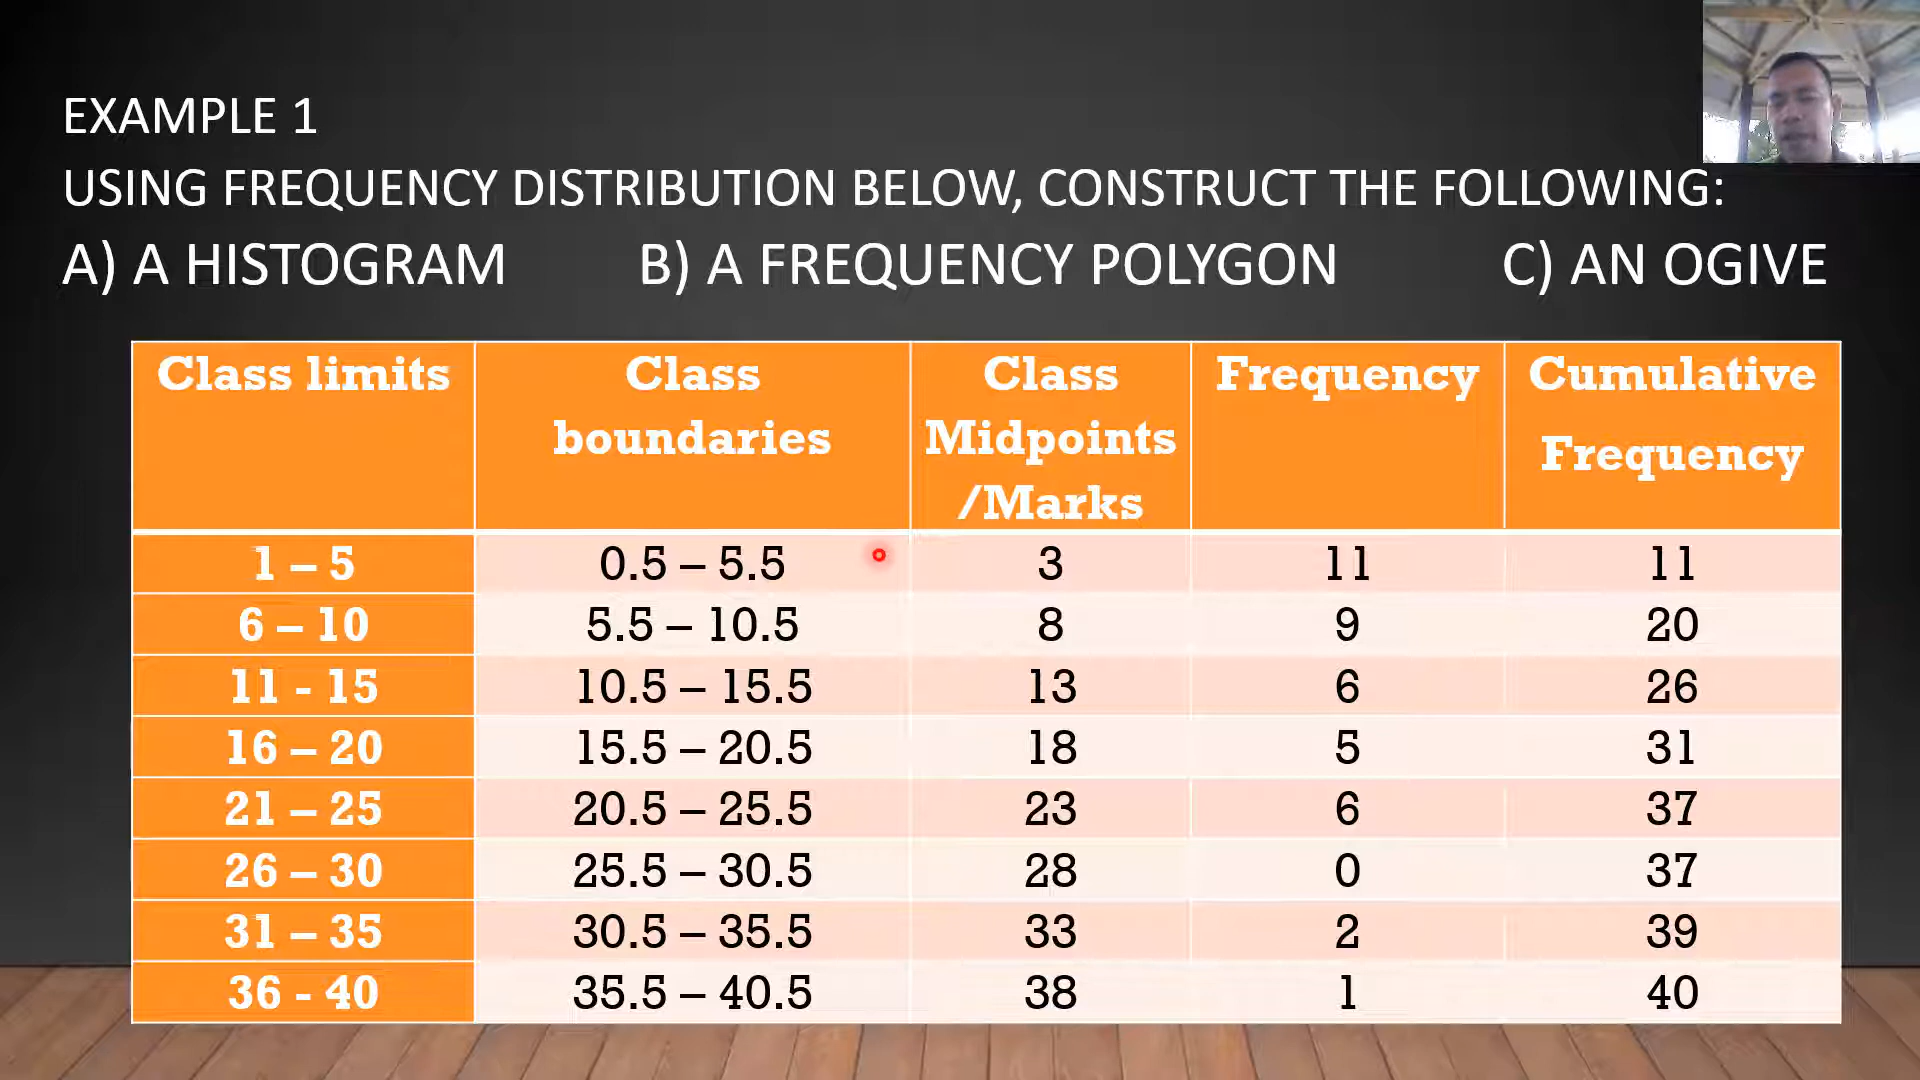 EXAMPLE 1
USING FREQUENCY DISTRIBUTION BELOW, CONSTRUCT THE FOLLOWING:
A) A HISTOGRAM B) A FREQUENCY POLYGON C) AN OGIVE
Class limits Class boundaries Class Midpoints /Marks Frequency Cumulative Frequency
1 – 5 0.5 – 5.5 3 11 11
6 – 10 5.5 – 10.5 8 9 20
11 - 15 10.5 – 15.5 13 6 26
16 – 20 15.5 – 20.5 18 5 31
21 – 25 20.5 – 25.5 23 6 37
26 – 30 25.5 – 30.5 28 0 37
31 – 35 30.5 – 35.5 33 2 39
36 - 40 35.5 – 40.5 38 1 40